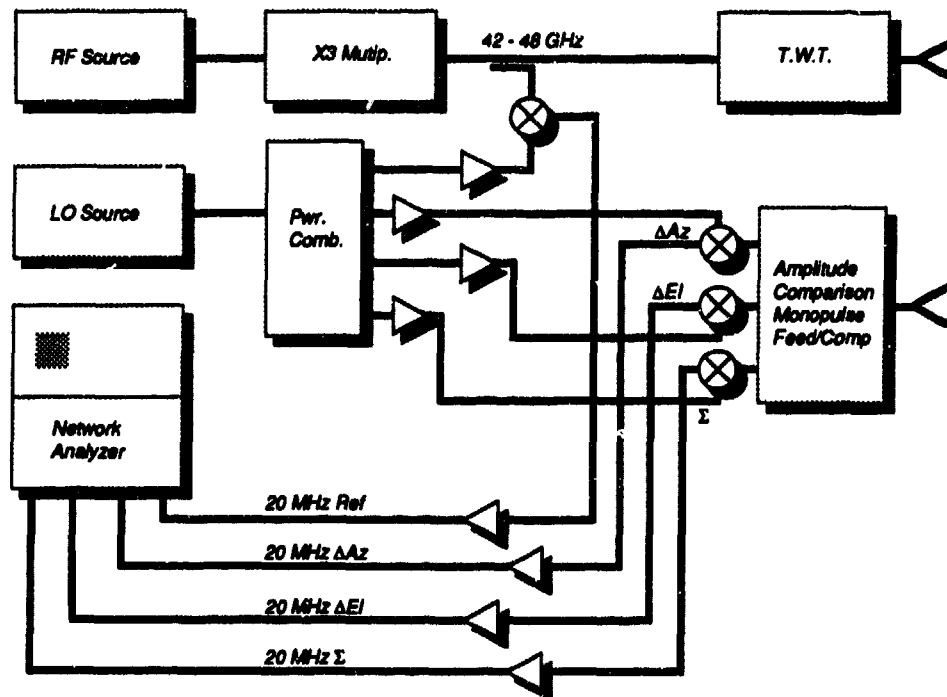 RF Source
X3 Mutip.
42 - 48 GHz
T.W.T.
LO Source
Pwr.
Comb.
ΔAz
ΔEl
Σ
Amplitude
Comparison
Monopulse
Feed/Comp
Network
Analyzer
20 MHz Ref
20 MHz ΔAz
20 MHz ΔEl
20 MHz Σ